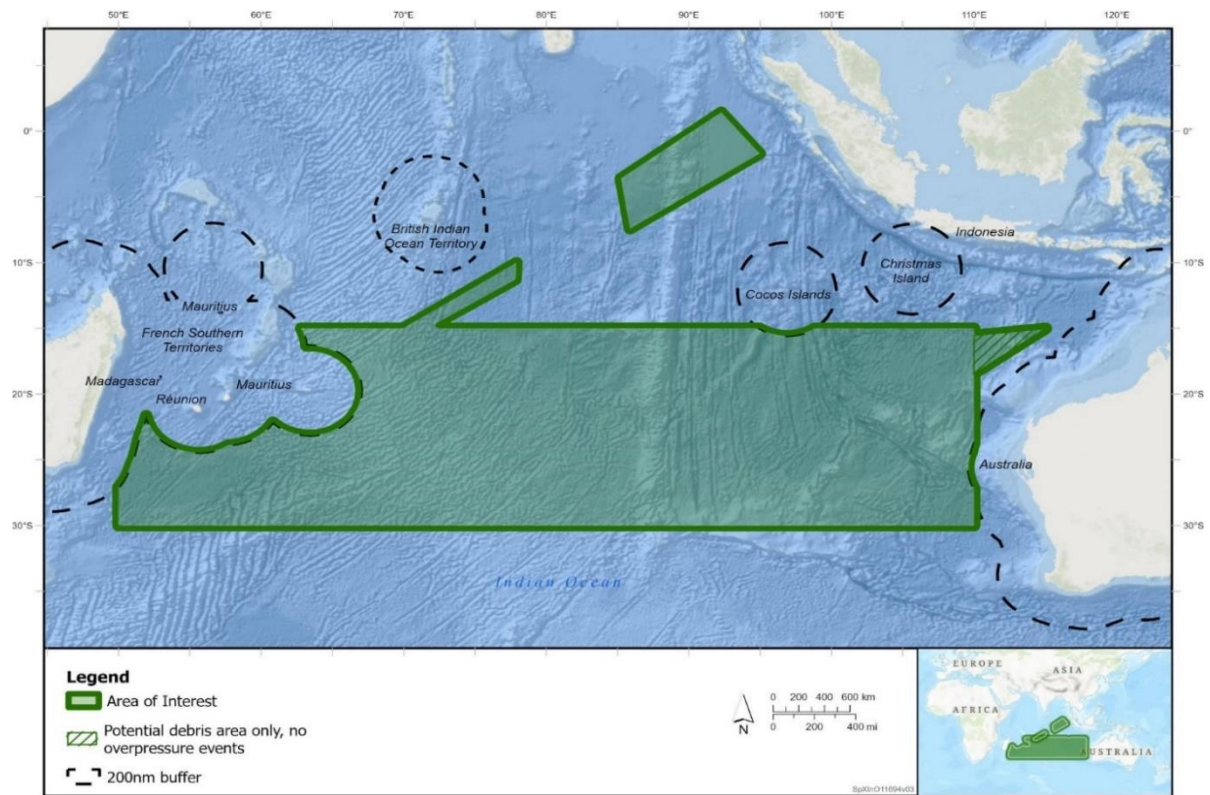 50°E 60°E 70°E 80°E 90°E 100°E 110°E 120°E
0° 0°
British Indian
Ocean Territory
Indonesia
10°S 10°S
Christmas
Island
Cocos Islands
Mauritius
French Southern
Territories
Madagascar
Mauritius
Réunion
20°S 20°S
Australia
30°S 30°S
Indian Ocean
Legend
Area of Interest
Potential debris area only, no
overpressure events
200nm buffer
N
0 200 400 600 km
0 200 400 mi
EUROPE
ASIA
AFRICA
AUSTRALIA
SpXInO11694v03